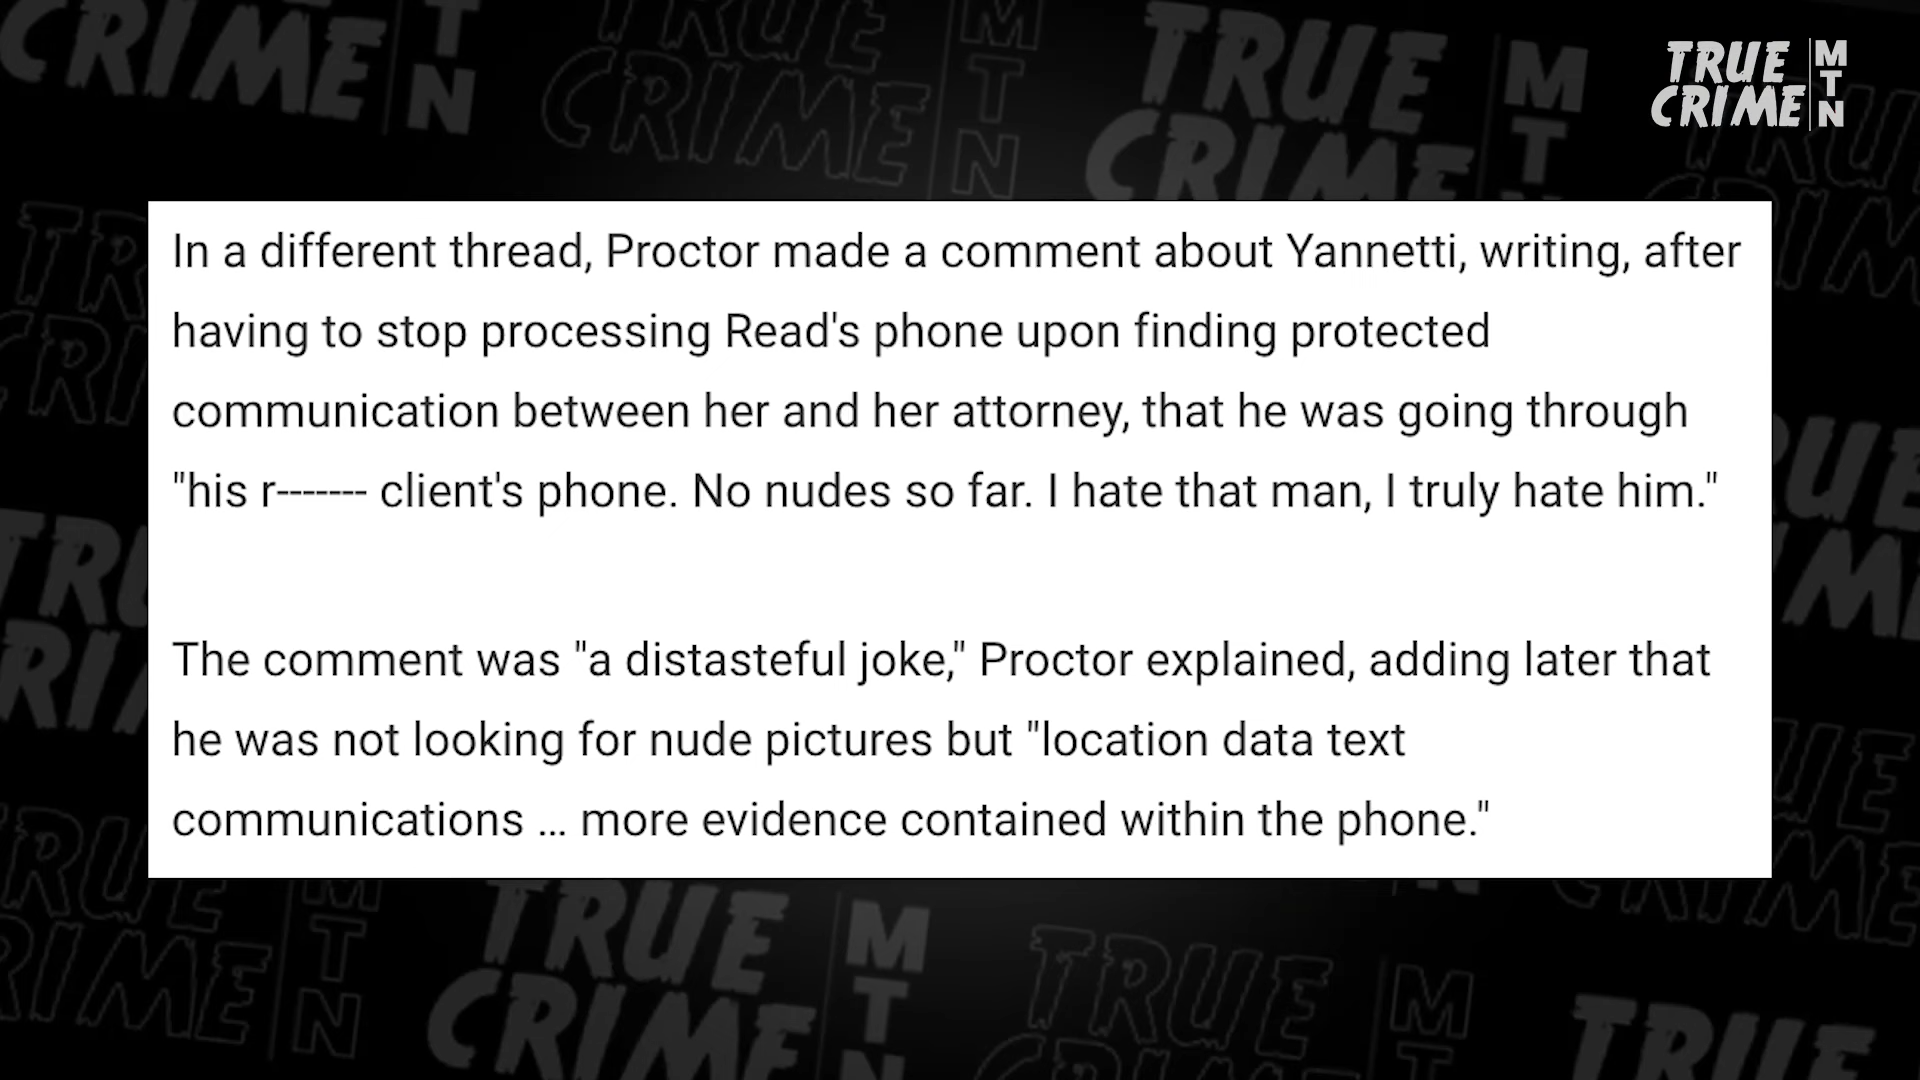 TRUE
CRIME
MTN
In a different thread, Proctor made a comment about Yannetti, writing, after
having to stop processing Read's phone upon finding protected
communication between her and her attorney, that he was going through
"his r------- client's phone. No nudes so far. I hate that man, I truly hate him."
The comment was "a distasteful joke," Proctor explained, adding later that
he was not looking for nude pictures but "location data text
communications ... more evidence contained within the phone."
TRUE
CRIME
MTN